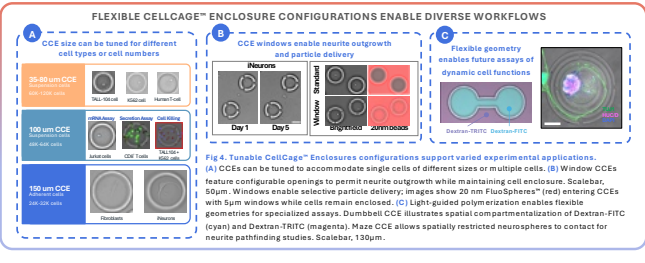 FLEXIBLE CELLCAGE™ ENCLOSURE CONFIGURATIONS ENABLE DIVERSE WORKFLOWS
A
CCE size can be tuned for different
cell types or cell numbers
35-80 um CCE
Suspension cells
TALL-104 cell
K562 cell
Human T-cell
100 um CCE
Suspension cells
48K-64K cells
mRNA Assay
Secretion Assay
Cell Killing
Jurkat cells
CD8+ T cells
TALL104 +
K562 cells
150 um CCE
Adherent cells
24K-32K cells
Fibroblasts
iNeurons
B
CCE windows enable neurite outgrowth
and particle delivery
iNeurons
Day 1
Day 5
Standard
Window
Brightfield
20nm beads
C
Flexible geometry
enables future assays of
dynamic cell functions
Dextran-TRITC
Dextran-FITC
Fig 4. Tunable CellCage™ Enclosures configurations support varied experimental applications.
(A) CCEs can be tuned to accommodate single cells of different sizes or multiple cells. (B) Window CCEs
feature configurable openings to permit neurite outgrowth while maintaining cell enclosure. Scalebar,
50μm. Windows enable selective particle delivery; images show 20 nm FluoSpheres™ (red) entering CCEs
with 5μm windows while cells remain enclosed. (C) Light-guided polymerization enables flexible
geometries for specialized assays. Dumbbell CCE illustrates spatial compartmentalization of Dextran-FITC
(cyan) and Dextran-TRITC (magenta). Maze CCE allows spatially restricted neurospheres to contact for
neurite pathfinding studies. Scalebar, 130μm.